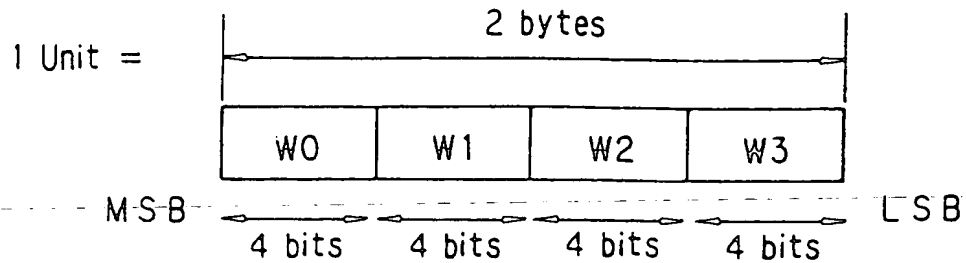 2 bytes
1 Unit =
W0 W1 W2 W3
MSB LSB
4 bits 4 bits 4 bits 4 bits